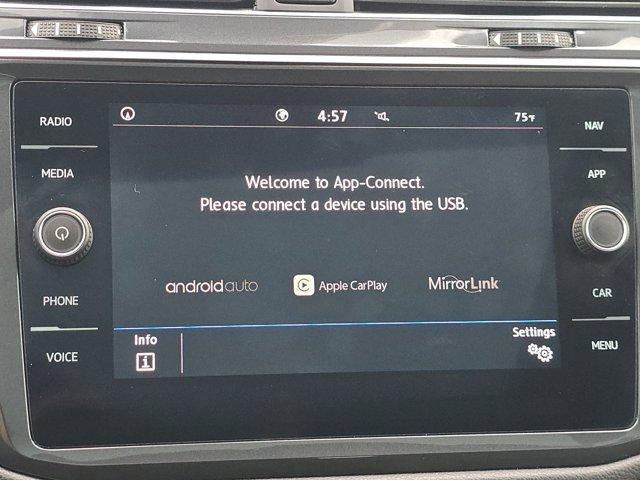 RADIO
MEDIA
PHONE
VOICE
4:57
75°F
Welcome to App-Connect.
Please connect a device using the USB.
androidauto
Apple CarPlay
MirrorLink
Info
Settings
NAV
APP
CAR
MENU